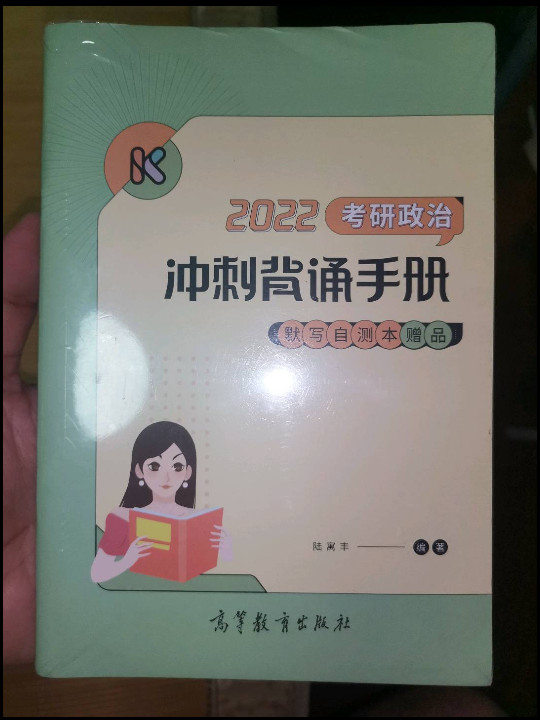 K
2022 考研政治
冲刺背诵手册
默写自测本赠品
陆寓丰 编著
高等教育出版社